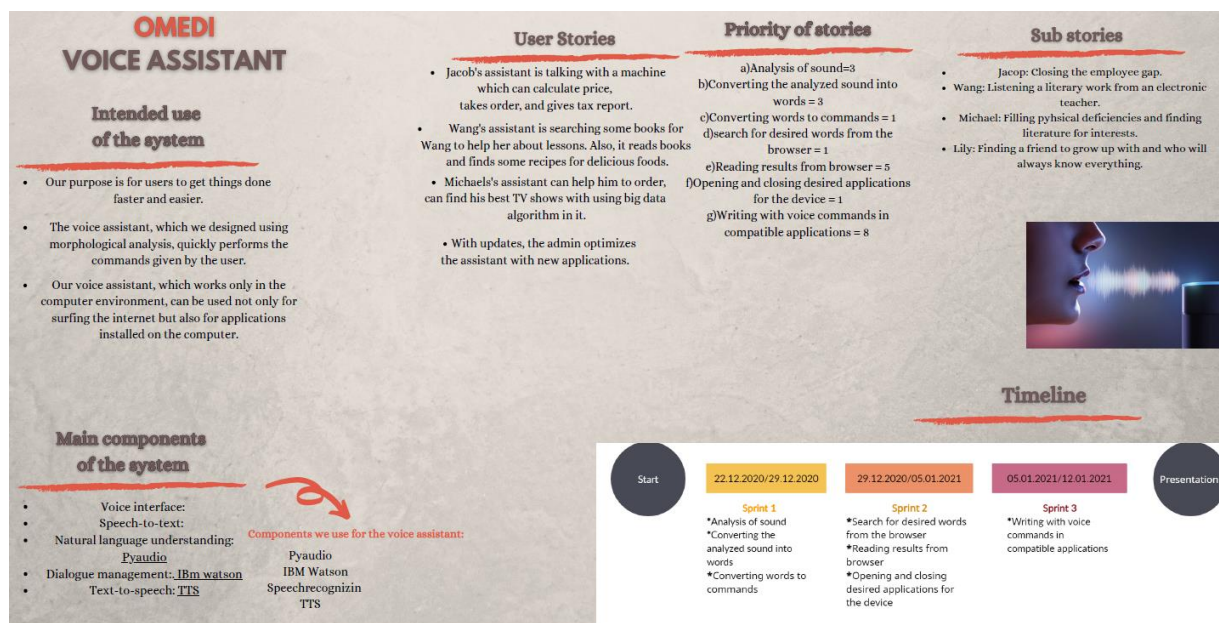 OMEDI
VOICE ASSISTANT
Intended use
of the system
• Our purpose is for users to get things done
faster and easier.
• The voice assistant, which we designed using
morphological analysis, quickly performs the
commands given by the user.
• Our voice assistant, which works only in the
computer environment, can be used not only for
surfing the internet but also for applications
installed on the computer.
Main components
of the system
• Voice interface:
• Speech-to-text:
• Natural language understanding:
Pyaudio
• Dialogue management:. IBm watson
• Text-to-speech: TTS
Components we use for the voice assistant:
Pyaudio
IBM Watson
Speechrecognizin
TTS
User Stories
• Jacob's assistant is talking with a machine
which can calculate price,
takes order, and gives tax report.
• Wang's assistant is searching some books for
Wang to help her about lessons. Also, it reads books
and finds some recipes for delicious foods.
• Michaels's assistant can help him to order,
can find his best TV shows with using big data
algorithm in it.
• With updates, the admin optimizes
the assistant with new applications.
Priority of stories
a)Analysis of sound=3
b)Converting the analyzed sound into
words = 3
c)Converting words to commands = 1
d)search for desired words from the
browser = 1
e)Reading results from browser = 5
f)Opening and closing desired applications
for the device = 1
g)Writing with voice commands in
compatible applications = 8
Sub stories
• Jacop: Closing the employee gap.
• Wang: Listening a literary work from an electronic
teacher.
• Michael: Filling pyhsical deficiencies and finding
literature for interests.
• Lily: Finding a friend to grow up with and who will
always know everything.
Timeline
Start
22.12.2020/29.12.2020
Sprint 1
*Analysis of sound
*Converting the
analyzed sound into
words
*Converting words to
commands
29.12.2020/05.01.2021
Sprint 2
*Search for desired words
from the browser
*Reading results from
browser
*Opening and closing
desired applications for
the device
05.01.2021/12.01.2021
Sprint 3
*Writing with voice
commands in
compatible applications
Presentation